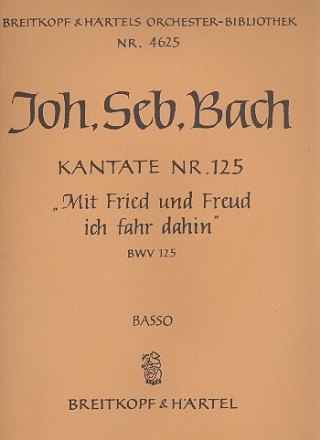 BREITKOPF & HÄRTELS ORCHESTER-BIBLIOTHEK
NR. 4625
Joh. Seb. Bach
KANTATE NR. 125
„Mit Fried und Freud
ich fahr dahin"
BWV 125
BASSO
BREITKOPF & HÄRTEL